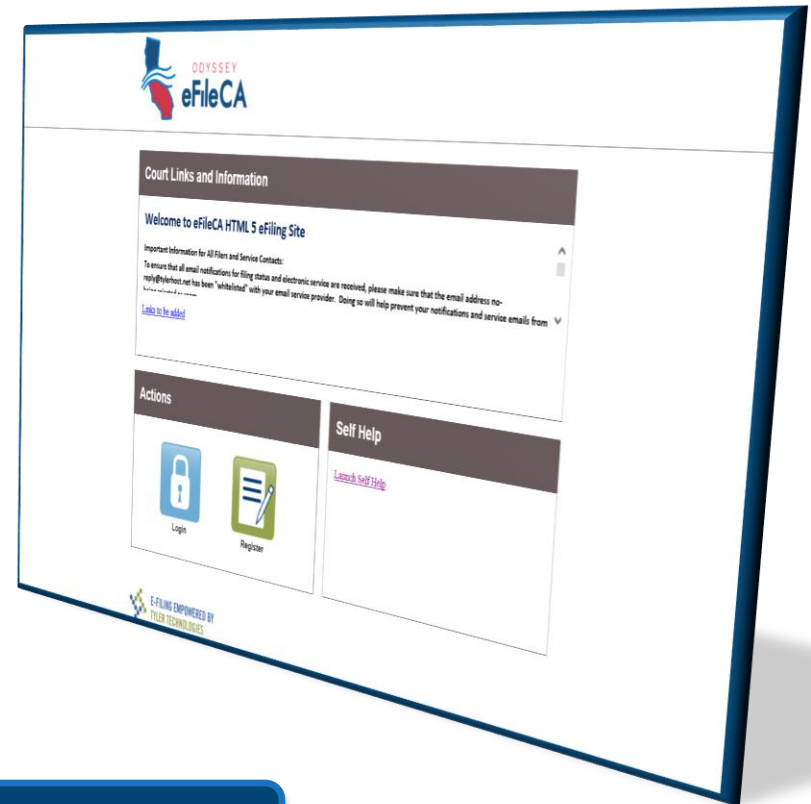 ODYSSEY
eFileCA
Court Links and Information
Welcome to eFileCA HTML 5 eFiling Site
Important Information for All Filers and Service Contacts:
To ensure that all email notifications for filing status and electronic service are received, please make sure that the email address no-
reply@tylerhost.net has been "whitelisted" with your email service provider. Doing so will help prevent your notifications and service emails from
Links to be added
Actions
Self Help
Launch Self Help
Login
Register
E-FILING EMPOWERED BY
TYLER TECHNOLOGIES